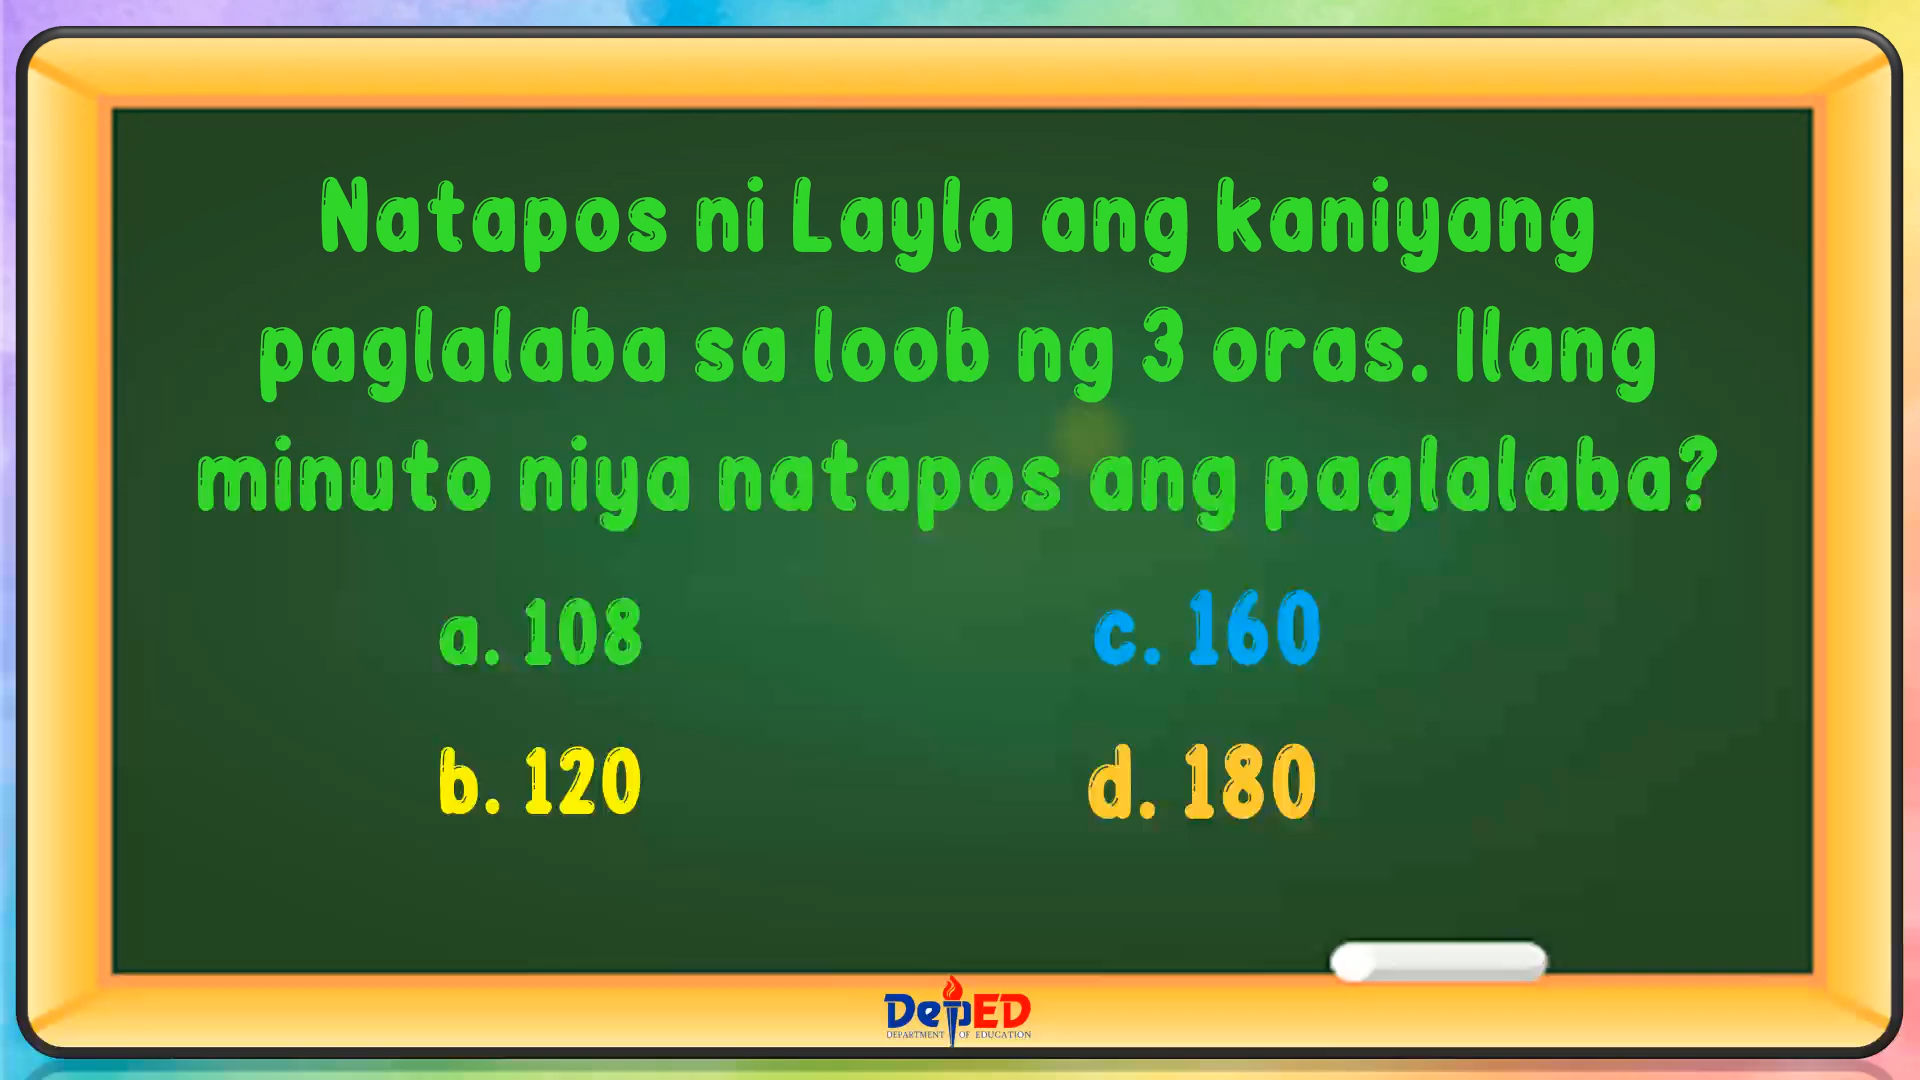 Natapos ni Layla ang kaniyang
paglalaba sa loob ng 3 oras. Ilang
minuto niya natapos ang paglalaba?
a. 108
c. 160
b. 120
d. 180
DepED
DEPARTMENT OF EDUCATION